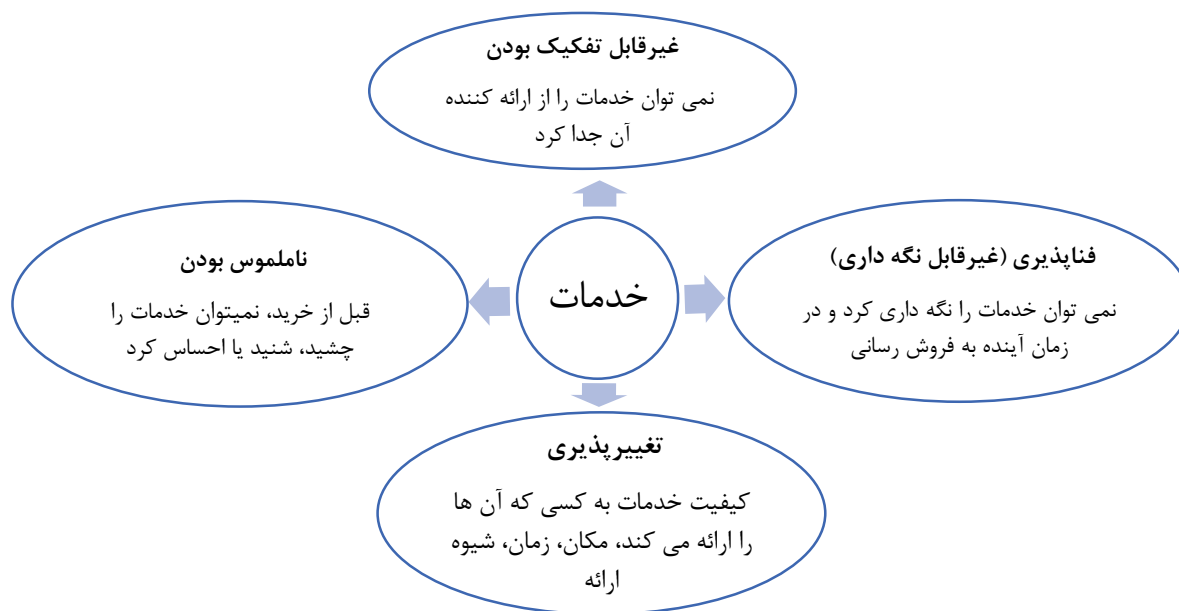 غیرقابل تفکیک بودن
نمی توان خدمات را از ارائه کننده
آن جدا کرد
فناپذیری (غیرقابل نگه داری)
نمی توان خدمات را نگه داری کرد و در
زمان آینده به فروش رسانی
خدمات
ناملموس بودن
قبل از خرید، نمیتوان خدمات را
چشید، شنید یا احساس کرد
تغییرپذیری
کیفیت خدمات به کسی که آن ها
را ارائه می کند، مکان، زمان، شیوه
ارائه